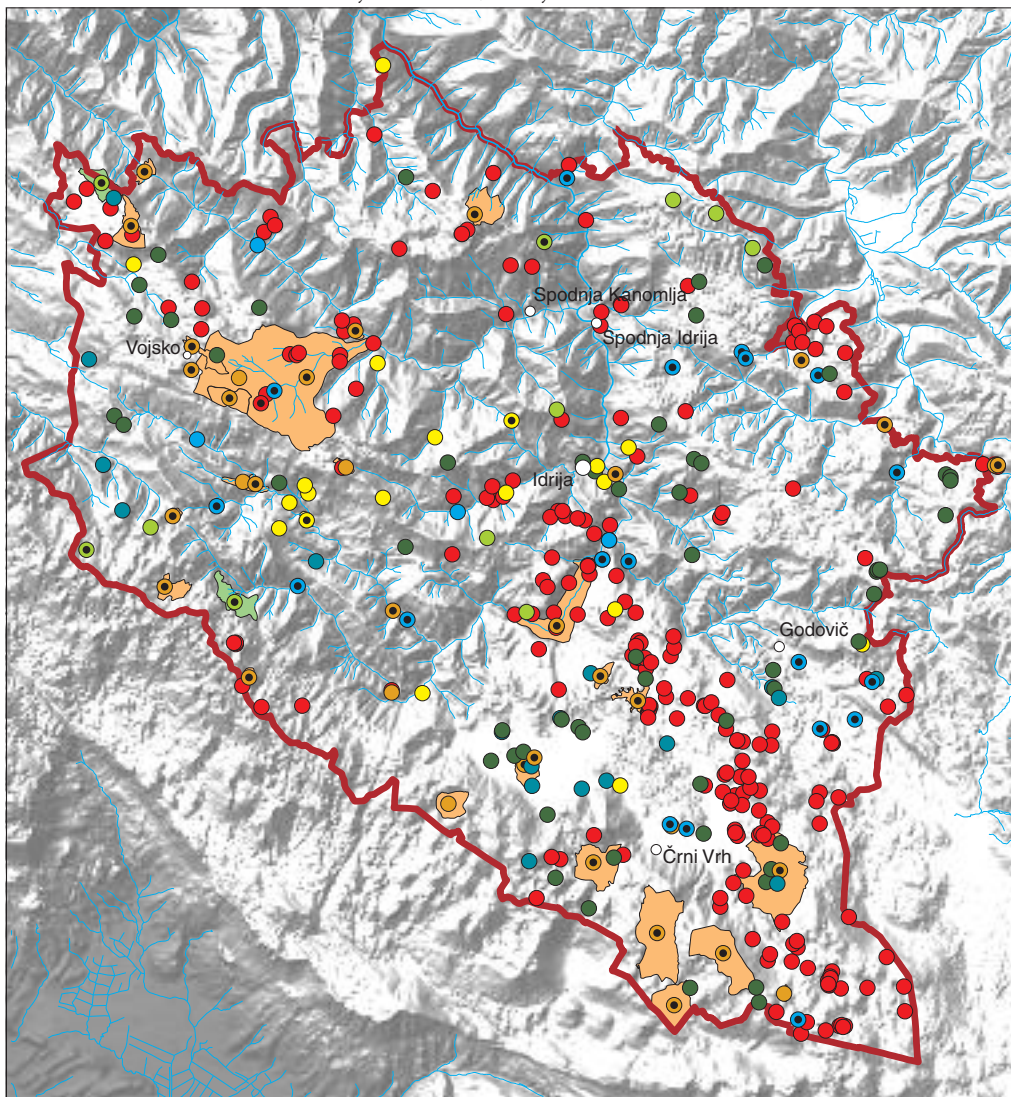 Spodnja Kanomlja
Spodnja Idrija
Vojsko
Idrija
Godovič
Črni Vrh